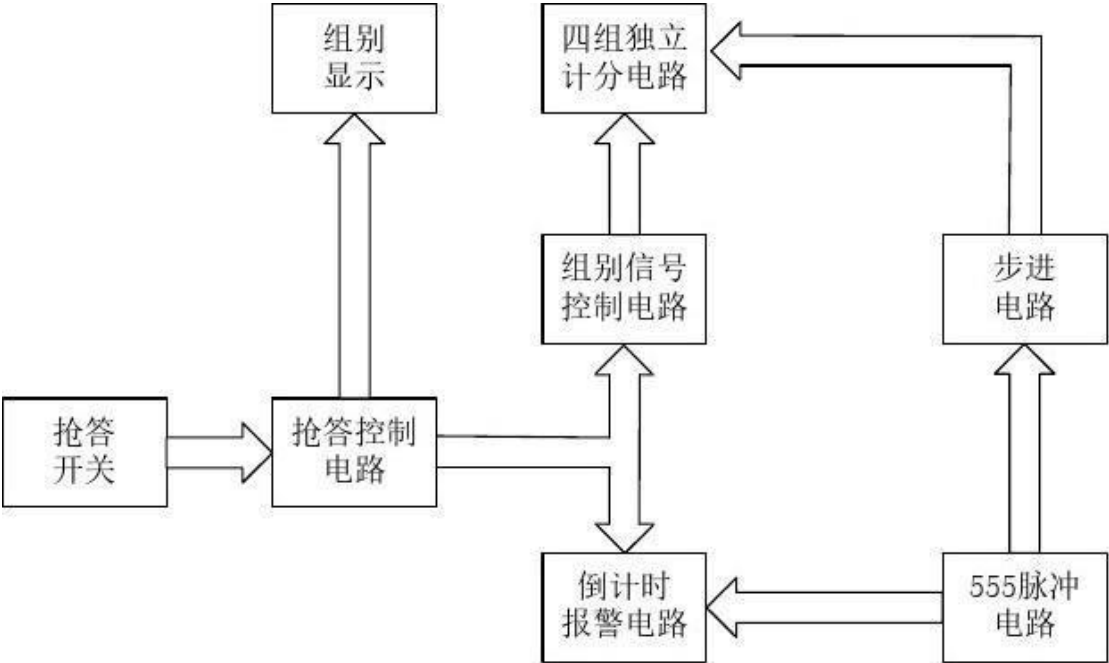 组别
显示
四组独立
计分电路
组别信号
控制电路
步进
电路
抢答
开关
抢答控制
电路
倒计时
报警电路
555脉冲
电路